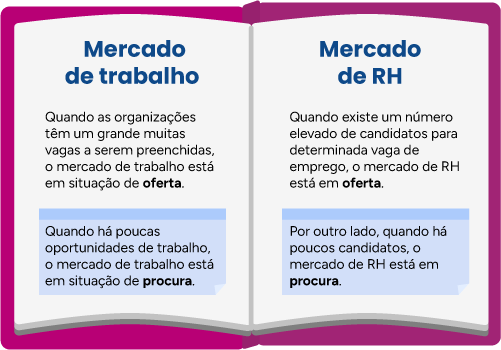 Mercado
de trabalho
Quando as organizações
têm um grande muitas
vagas a serem preenchidas,
o mercado de trabalho está
em situação de oferta.
Quando há poucas
oportunidades de trabalho,
o mercado de trabalho está
em situação de procura.
Mercado
de RH
Quando existe um número
elevado de candidatos para
determinada vaga de
emprego, o mercado de RH
está em oferta.
Por outro lado, quando há
poucos candidatos, o
mercado de RH está em
procura.